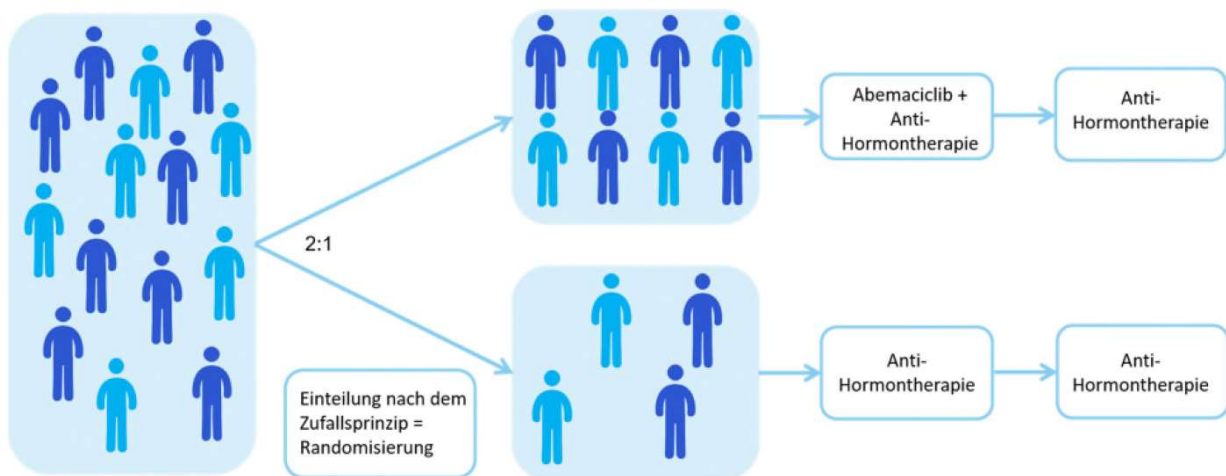 Abemaciclib +
Anti-
Hormontherapie
Anti-
Hormontherapie
2:1
Einteilung nach dem
Zufallsprinzip =
Randomisierung
Anti-
Hormontherapie
Anti-
Hormontherapie